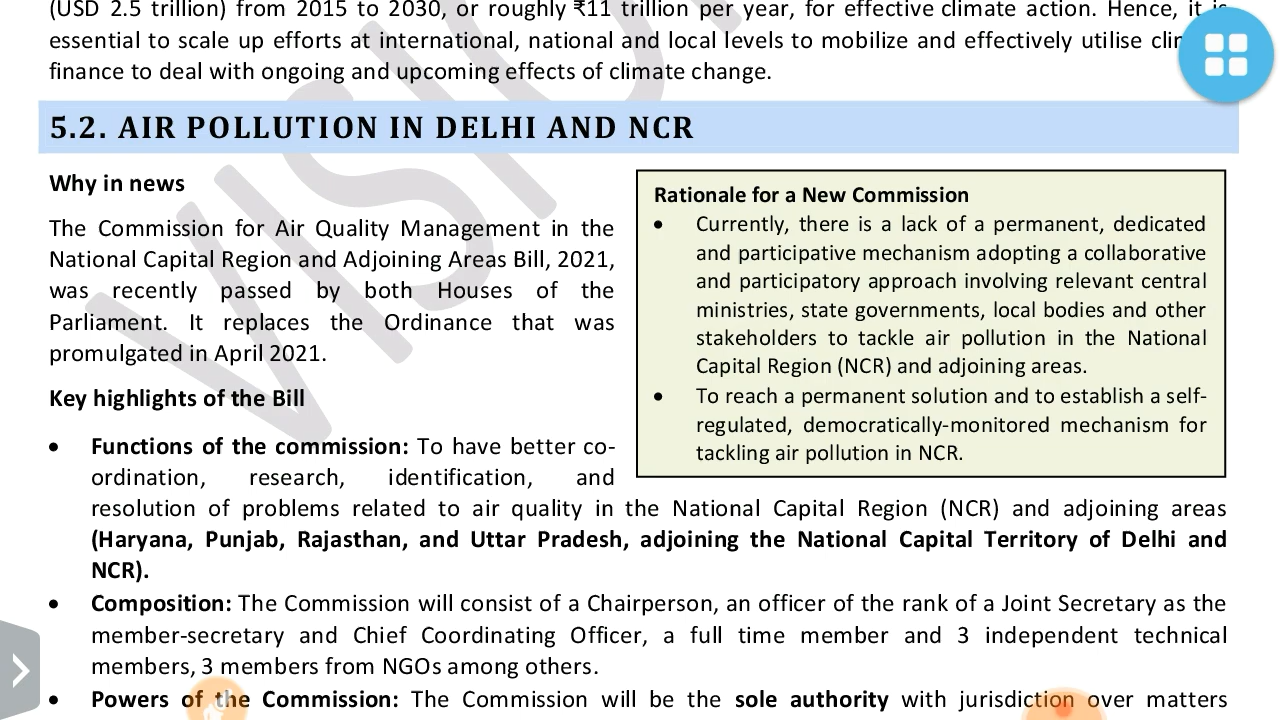 (USD 2.5 trillion) from 2015 to 2030, or roughly ₹11 trillion per year, for effective climate action. Hence, it is
essential to scale up efforts at international, national and local levels to mobilize and effectively utilise
finance to deal with ongoing and upcoming effects of climate change.
5.2. AIR POLLUTION IN DELHI AND NCR
Why in news
The Commission for Air Quality Management in the
National Capital Region and Adjoining Areas Bill, 2021,
was recently passed by both Houses of the
Parliament. It replaces the Ordinance that was
promulgated in April 2021.
Key highlights of the Bill
• Functions of the commission: To have better co-
ordination, research, identification, and
Rationale for a New Commission
• Currently, there is a lack of a permanent, dedicated
and participative mechanism adopting a collaborative
and participatory approach involving relevant central
ministries, state governments, local bodies and other
stakeholders to tackle air pollution in the National
Capital Region (NCR) and adjoining areas.
• To reach a permanent solution and to establish a self-
regulated, democratically-monitored mechanism for
tackling air pollution in NCR.
resolution of problems related to air quality in the National Capital Region (NCR) and adjoining areas
(Haryana, Punjab, Rajasthan, and Uttar Pradesh, adjoining the National Capital Territory of Delhi and
NCR).
• Composition: The Commission will consist of a Chairperson, an officer of the rank of a Joint Secretary as the
member-secretary and Chief Coordinating Officer, a full time member and 3 independent technical
members, 3 members from NGOs among others.
• Powers of the Commission: The Commission will be the sole authority with jurisdiction over matters
VISI